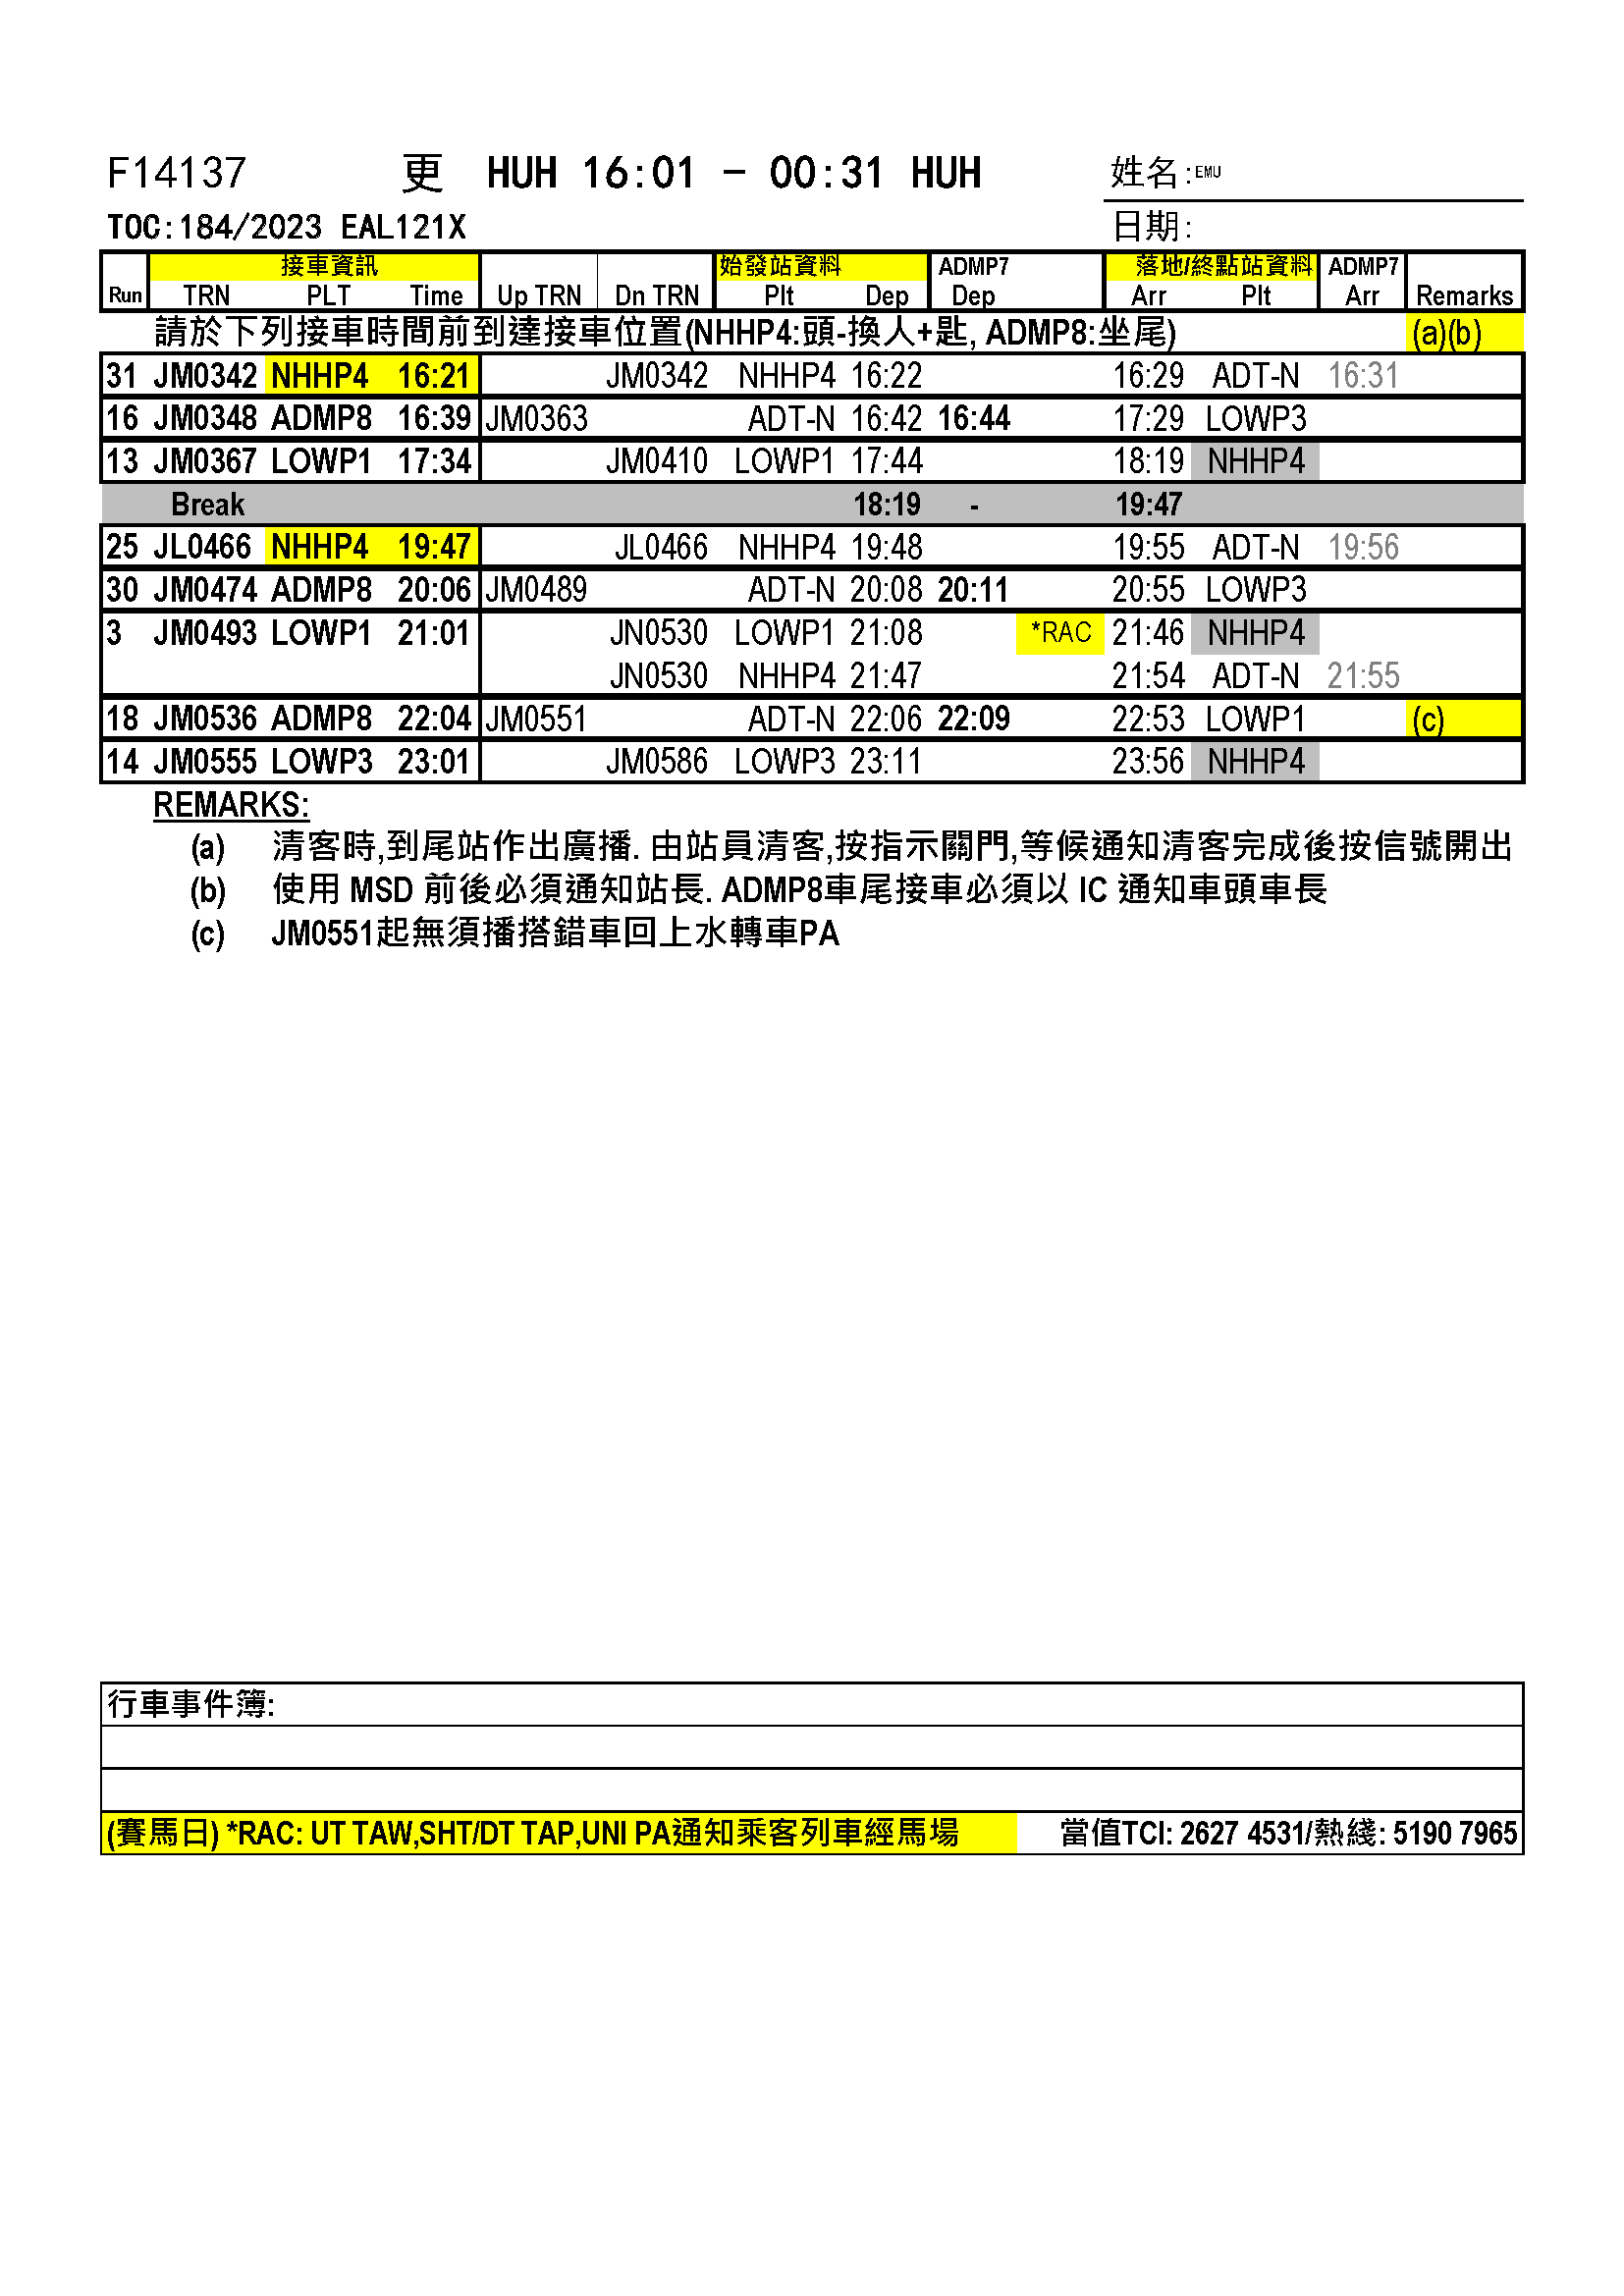 F14137 更 HUH 16:01 - 00:31 HUH 姓名:EMU
TOC:184/2023 EAL121X 日期:
接車資訊 始發站資料 ADMP7 落地/終點站資料 ADMP7
Run TRN PLT Time Up TRN Dn TRN Plt Dep Dep Arr Plt Arr Remarks
請於下列接車時間前到達接車位置(NHHP4:頭-換人+匙, ADMP8:坐尾) (a)(b)
31 JM0342 NHHP4 16:21 JM0342 NHHP4 16:22 16:29 ADT-N 16:31
16 JM0348 ADMP8 16:39 JM0363 ADT-N 16:42 16:44 17:29 LOWP3
13 JM0367 LOWP1 17:34 JM0410 LOWP1 17:44 18:19 NHHP4
Break 18:19 - 19:47
25 JL0466 NHHP4 19:47 JL0466 NHHP4 19:48 19:55 ADT-N 19:56
30 JM0474 ADMP8 20:06 JM0489 ADT-N 20:08 20:11 20:55 LOWP3
3 JM0493 LOWP1 21:01 JN0530 LOWP1 21:08 *RAC 21:46 NHHP4
JN0530 NHHP4 21:47 21:54 ADT-N 21:55
18 JM0536 ADMP8 22:04 JM0551 ADT-N 22:06 22:09 22:53 LOWP1 (c)
14 JM0555 LOWP3 23:01 JM0586 LOWP3 23:11 23:56 NHHP4
REMARKS:
(a) 清客時,到尾站作出廣播. 由站員清客,按指示關門,等候通知清客完成後按信號開出
(b) 使用 MSD 前後必須通知站長. ADMP8車尾接車必須以 IC 通知車頭車長
(c) JM0551起無須播搭錯車回上水轉車PA
行車事件簿:
(賽馬日) *RAC: UT TAW,SHT/DT TAP,UNI PA通知乘客列車經馬場 當值TCI: 2627 4531/熱綫: 5190 7965